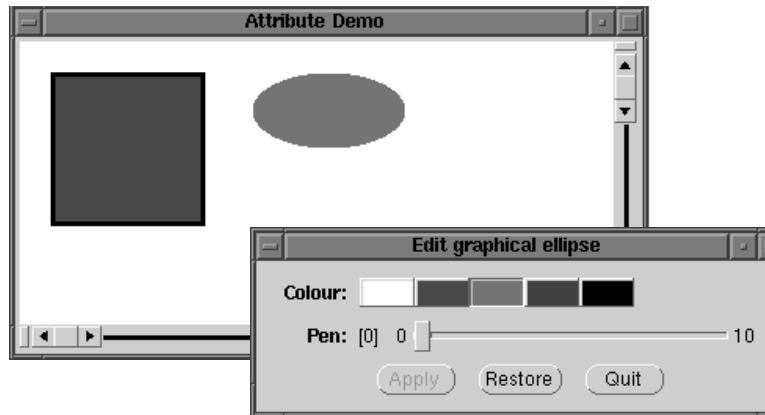 Attribute Demo
Edit graphical ellipse
Colour:
Pen: [0] 0 10
Apply Restore Quit